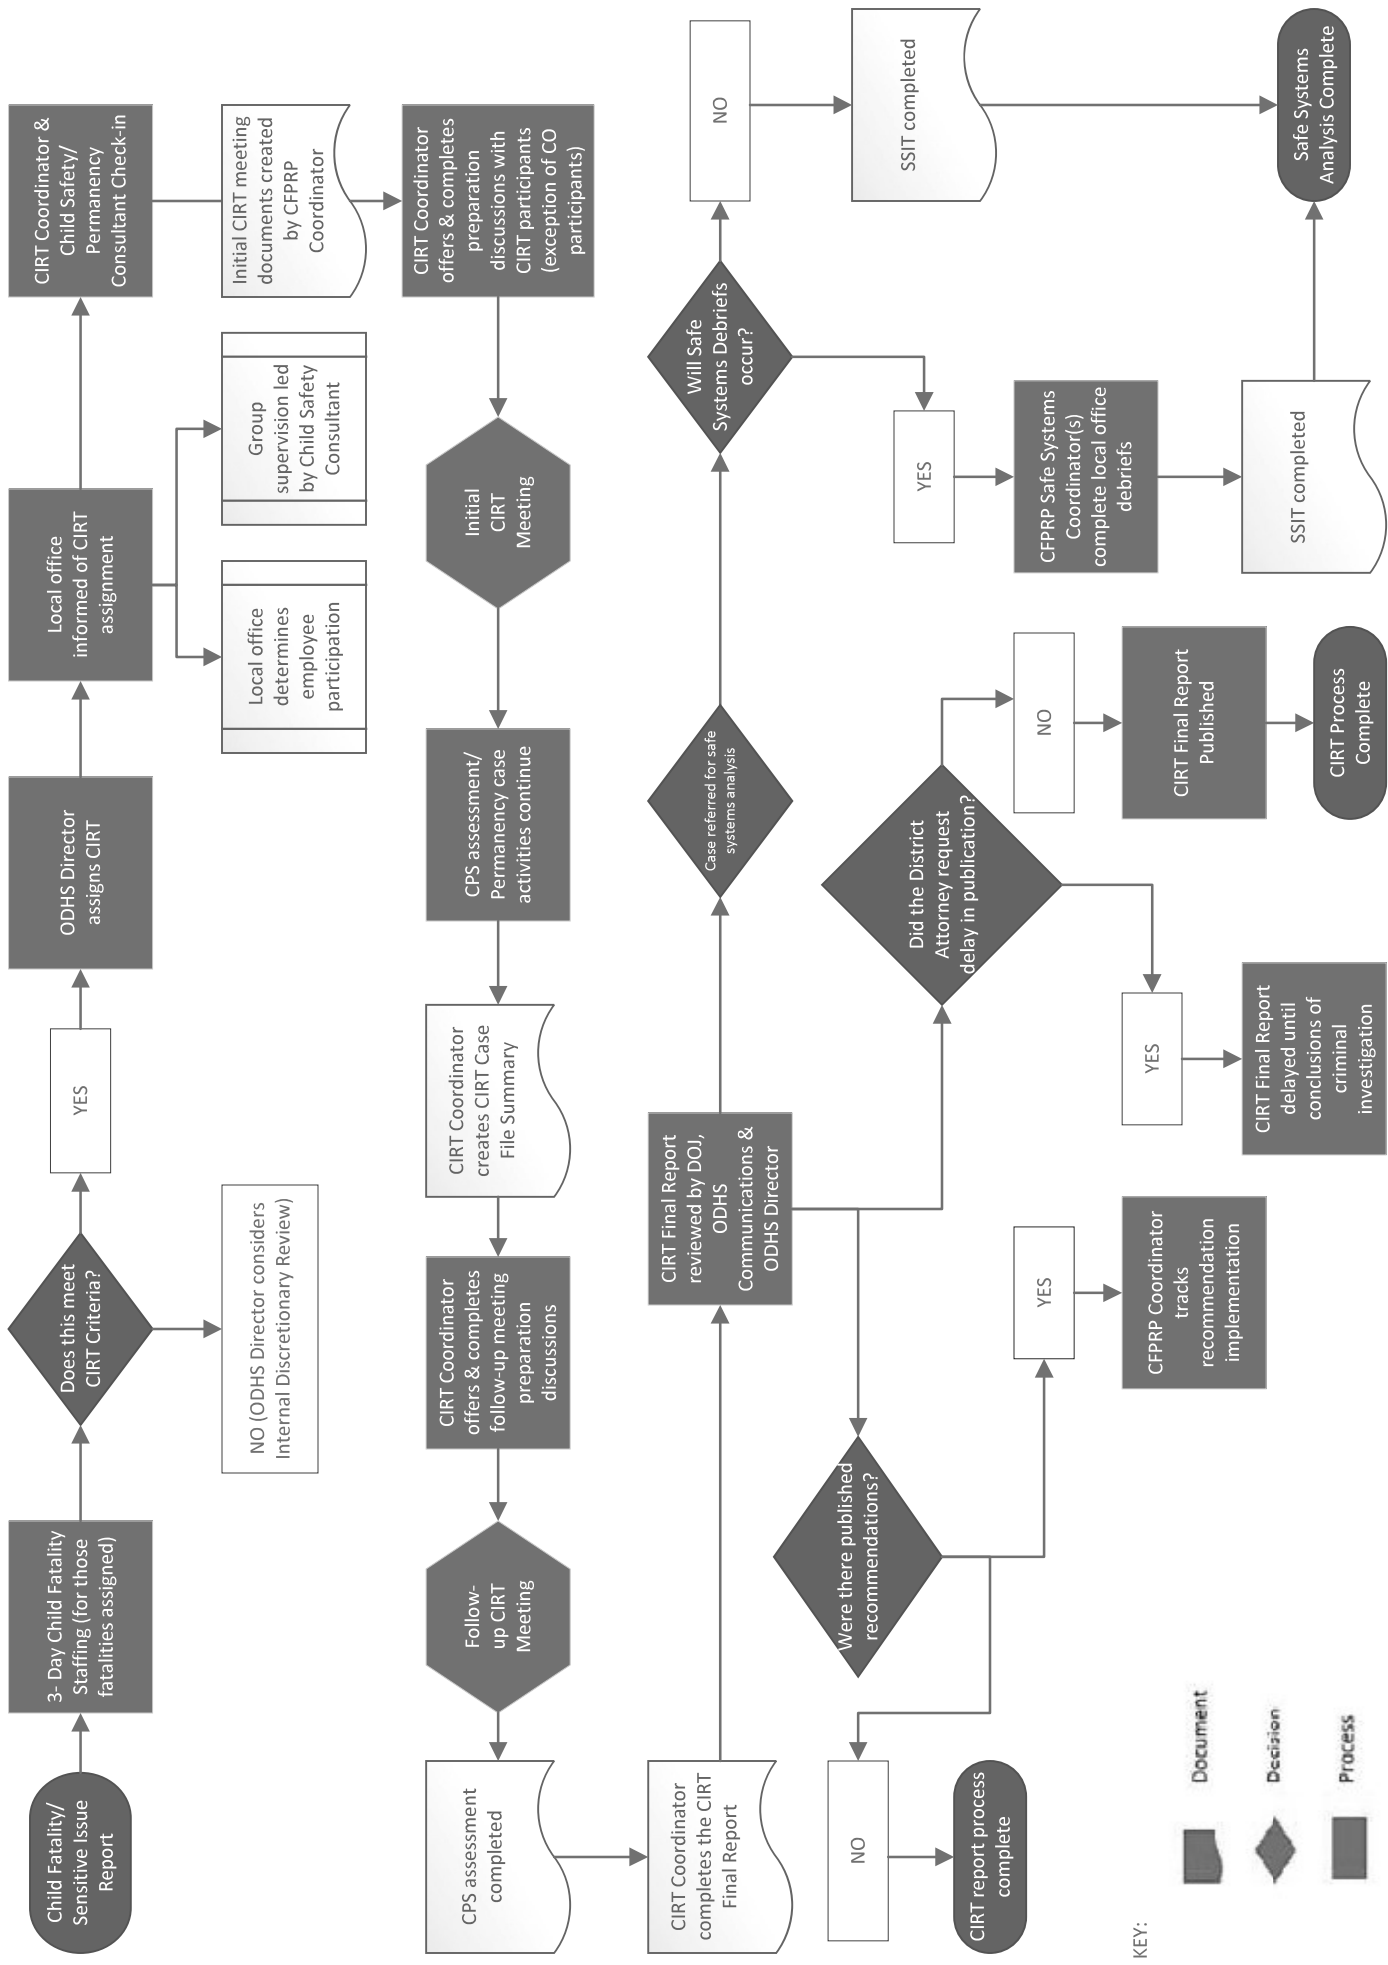 Child Fatality/
Sensitive Issue
Report
3- Day Child Fatality
Staffing (for those
fatalities assigned)
Does this meet
CIRT Criteria?
NO (ODHS Director considers
Internal Discretionary Review)
YES
ODHS Director
assigns CIRT
Local office
informed of CIRT
assignment
Local office
determines
employee
participation
Group
supervision led
by Child Safety
Consultant
CIRT Coordinator &
Child Safety/
Permanency
Consultant Check-in
Initial CIRT meeting
documents created
by CFPRP
Coordinator
CIRT Coordinator
offers & completes
preparation
discussions with
CIRT participants
(exception of CO
participants)
Initial
CIRT
Meeting
CPS assessment/
Permanency case
activities continue
CIRT Coordinator
creates CIRT Case
File Summary
CIRT Coordinator
offers & completes
follow-up meeting
preparation
discussions
Follow-
up CIRT
Meeting
CPS assessment
completed
CIRT Coordinator
completes the CIRT
Final Report
CIRT Final Report
reviewed by DOJ,
ODHS
Communications &
ODHS Director
Case referred for safe
systems analysis
Will Safe
Systems Debriefs
occur?
NO
SSIT completed
YES
CFPRP Safe Systems
Coordinator(s)
complete local office
debriefs
SSIT completed
Safe Systems
Analysis Complete
Did the District
Attorney request
delay in publication?
NO
CIRT Final Report
Published
CIRT Process
Complete
YES
CIRT Final Report
delayed until
conclusions of
criminal
investigation
Were there published
recommendations?
YES
CFPRP Coordinator
tracks
recommendation
implementation
NO
CIRT report process
complete
KEY:
Document
Decision
Process